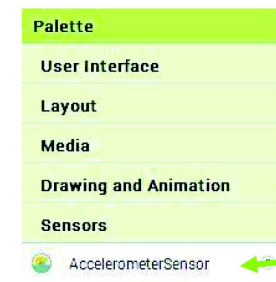 Palette
User Interface
Layout
Media
Drawing and Animation
Sensors
AccelerometerSensor